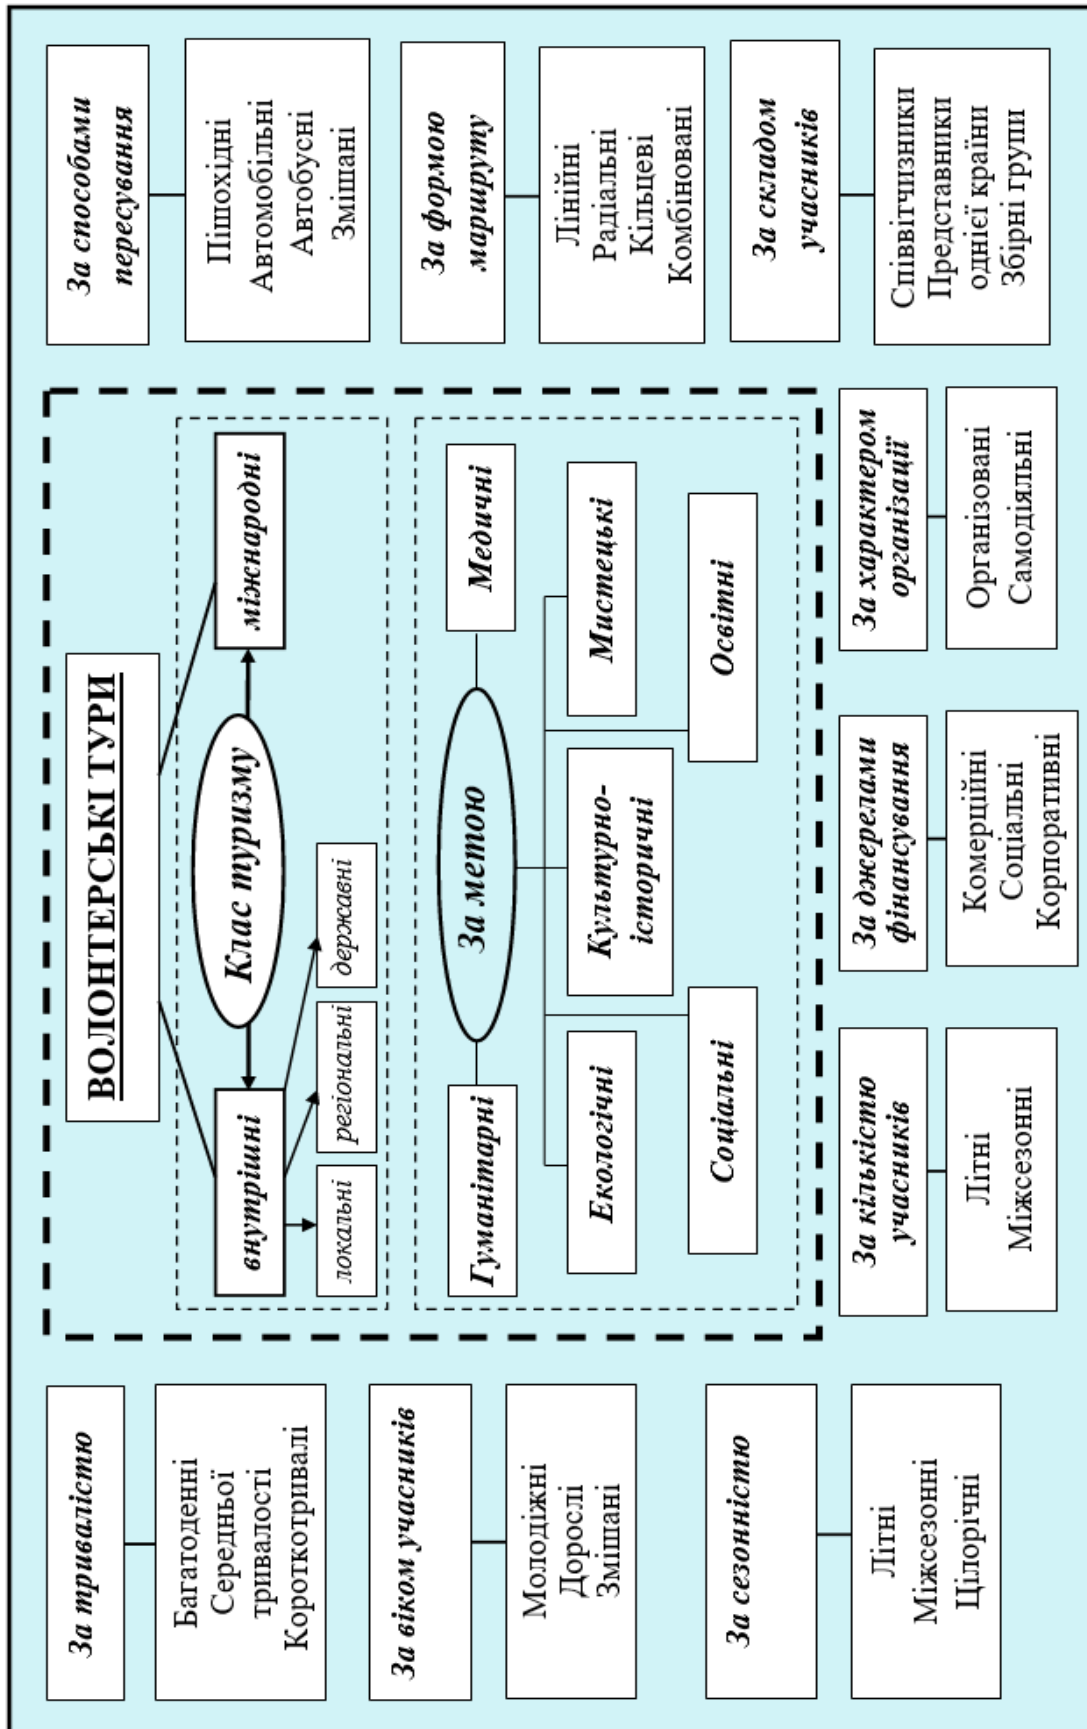 ВОЛОНТЕРСЬКІ ТУРИ
Клас туризму
внутрішні
міжнародні
локальні
регіональні
державні
За метою
Гуманітарні
Медичні
Екологічні
Культурно-
історичні
Мистецькі
Соціальні
Освітні
За тривалістю
Багатоденні
Середньої
тривалості
Короткотривалі
За віком учасників
Молодіжні
Дорослі
Змішані
За сезонністю
Літні
Міжсезонні
Цілорічні
За кількістю
учасників
Літні
Міжсезонні
За джерелами
фінансування
Комерційні
Соціальні
Корпоративні
За характером
організації
Організовані
Самодіяльні
За способами
пересування
Пішохідні
Автомобільні
Автобусні
Змішані
За формою
маршруту
Лінійні
Радіальні
Кільцеві
Комбіновані
За складом
учасників
Співвітчизники
Представники
однієї країни
Збірні групи